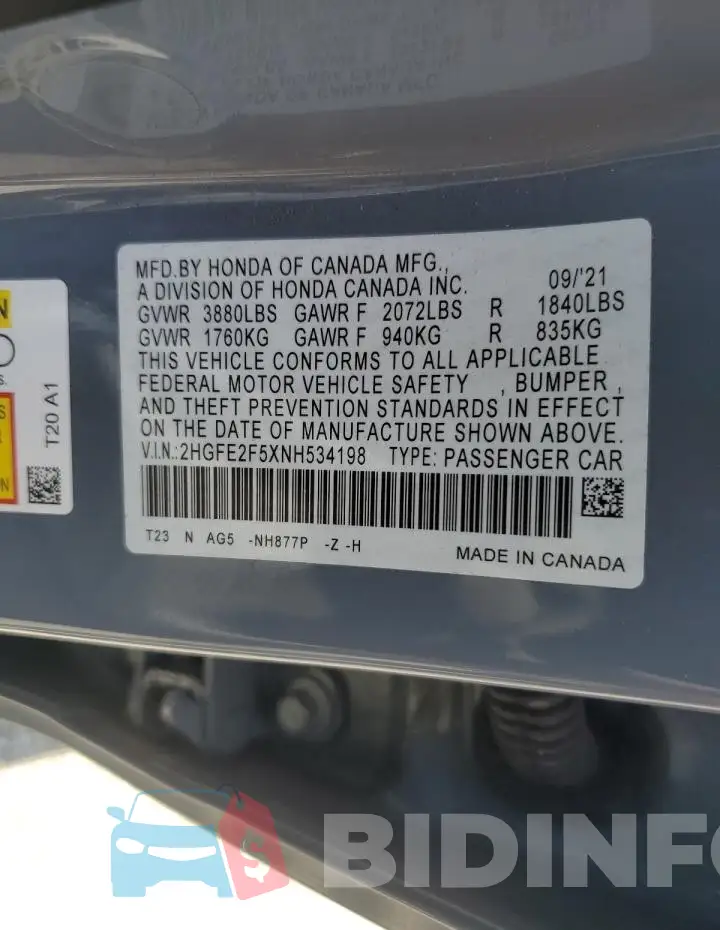 MFD.BY HONDA OF CANADA MFG.,
A DIVISION OF HONDA CANADA INC. 09/'21
GVWR 3880LBS GAWR F 2072LBS R 1840LBS
GVWR 1760KG GAWR F 940KG R 835KG
THIS VEHICLE CONFORMS TO ALL APPLICABLE
FEDERAL MOTOR VEHICLE SAFETY , BUMPER ,
AND THEFT PREVENTION STANDARDS IN EFFECT
ON THE DATE OF MANUFACTURE SHOWN ABOVE.
V.I.N.: 2HGFE2F5XNH534198 TYPE: PASSENGER CAR
T23 N AG5 -NH877P -Z -H
MADE IN CANADA
T20 A1
BIDINFO